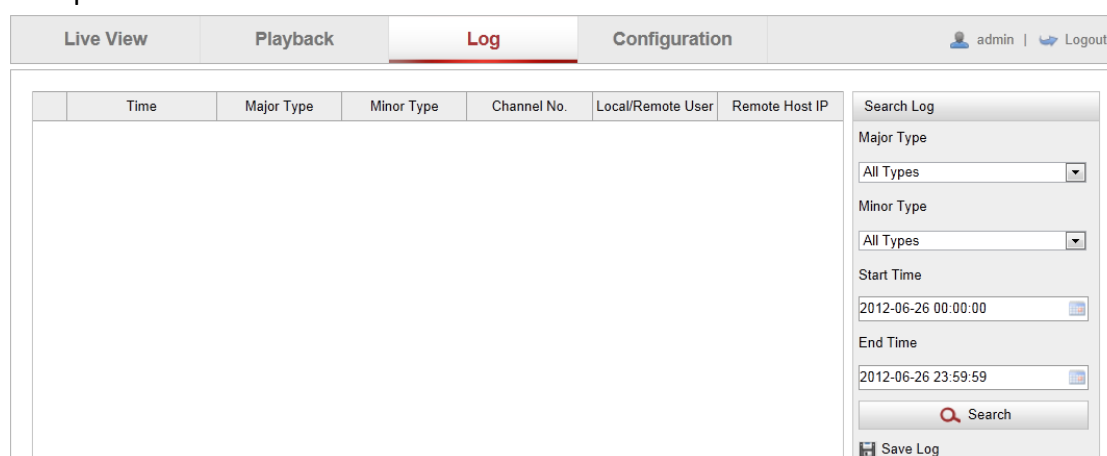 Live View Playback Log Configuration admin | Logout
Time Major Type Minor Type Channel No. Local/Remote User Remote Host IP
Search Log
Major Type
All Types
Minor Type
All Types
Start Time
2012-06-26 00:00:00
End Time
2012-06-26 23:59:59
Search
Save Log